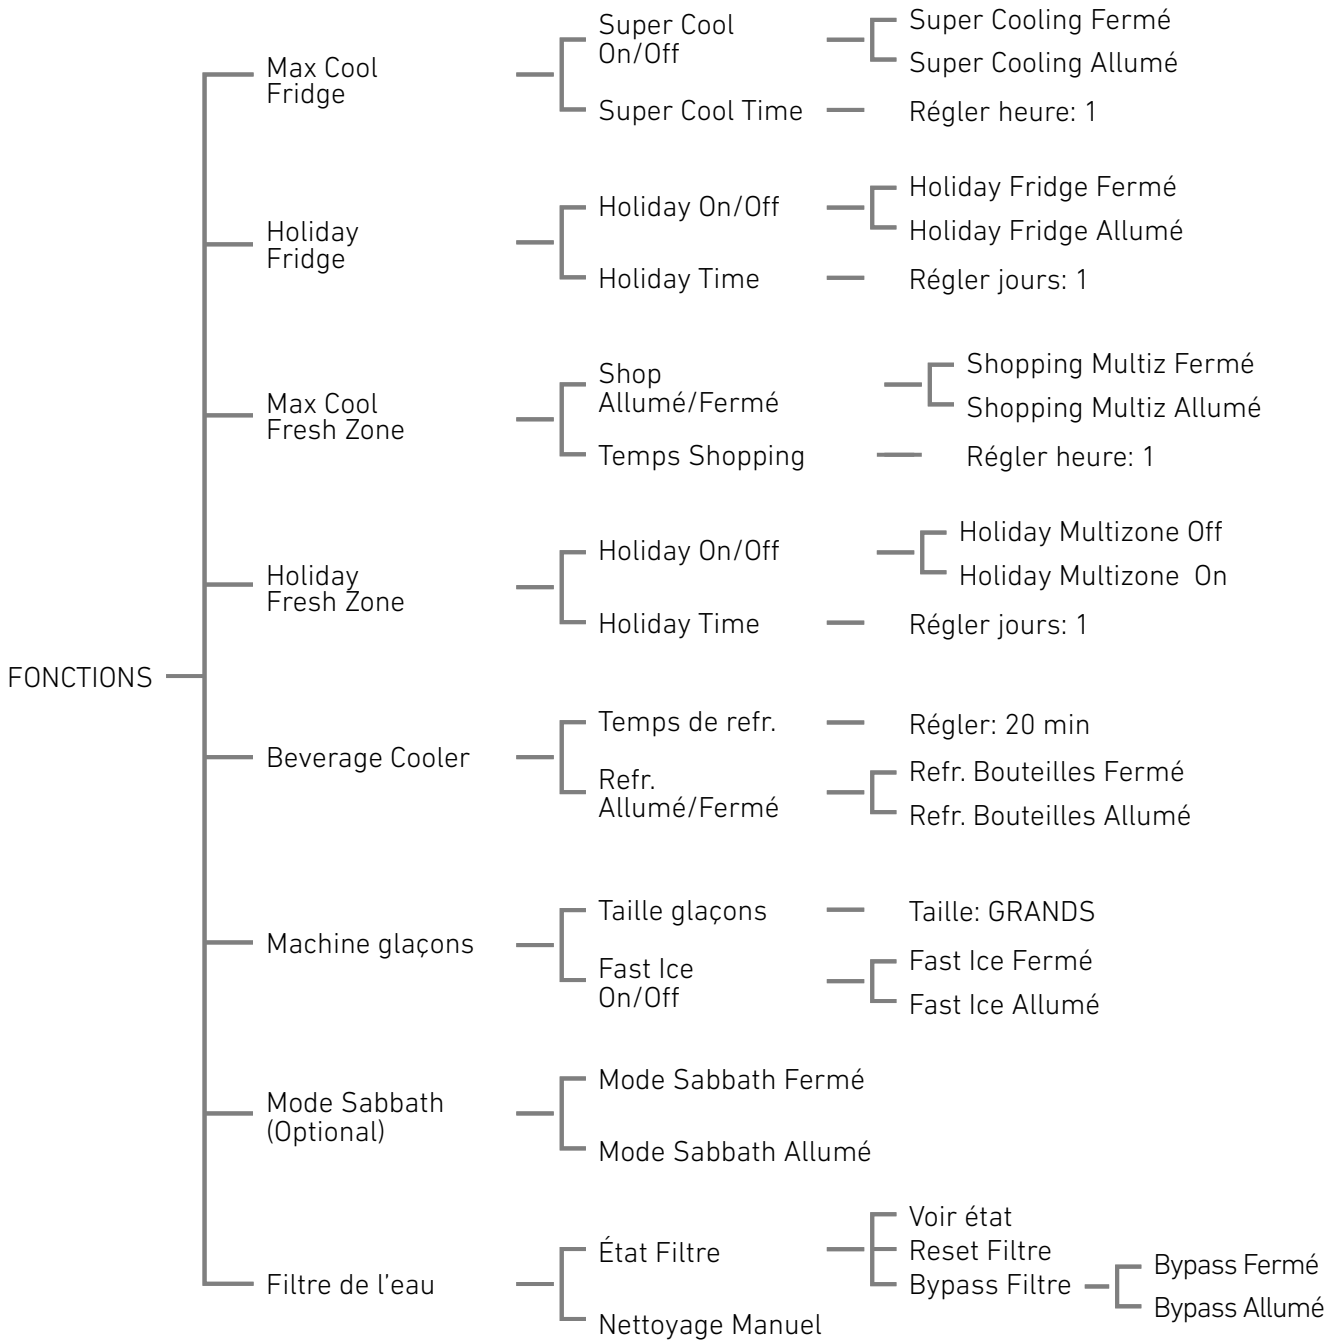 FONCTIONS
Max Cool
Fridge
Super Cool
On/Off
Super Cooling Fermé
Super Cooling Allumé
Super Cool Time
Régler heure: 1
Holiday
Fridge
Holiday On/Off
Holiday Fridge Fermé
Holiday Fridge Allumé
Holiday Time
Régler jours: 1
Max Cool
Fresh Zone
Shop
Allumé/Fermé
Shopping Multiz Fermé
Shopping Multiz Allumé
Temps Shopping
Régler heure: 1
Holiday
Fresh Zone
Holiday On/Off
Holiday Multizone Off
Holiday Multizone On
Holiday Time
Régler jours: 1
Beverage Cooler
Temps de refr.
Régler: 20 min
Refr.
Allumé/Fermé
Refr. Bouteilles Fermé
Refr. Bouteilles Allumé
Machine glaçons
Taille glaçons
Taille: GRANDS
Fast Ice
On/Off
Fast Ice Fermé
Fast Ice Allumé
Mode Sabbath
(Optional)
Mode Sabbath Fermé
Mode Sabbath Allumé
Filtre de l'eau
État Filtre
Voir état
Reset Filtre
Bypass Filtre
Bypass Fermé
Bypass Allumé
Nettoyage Manuel